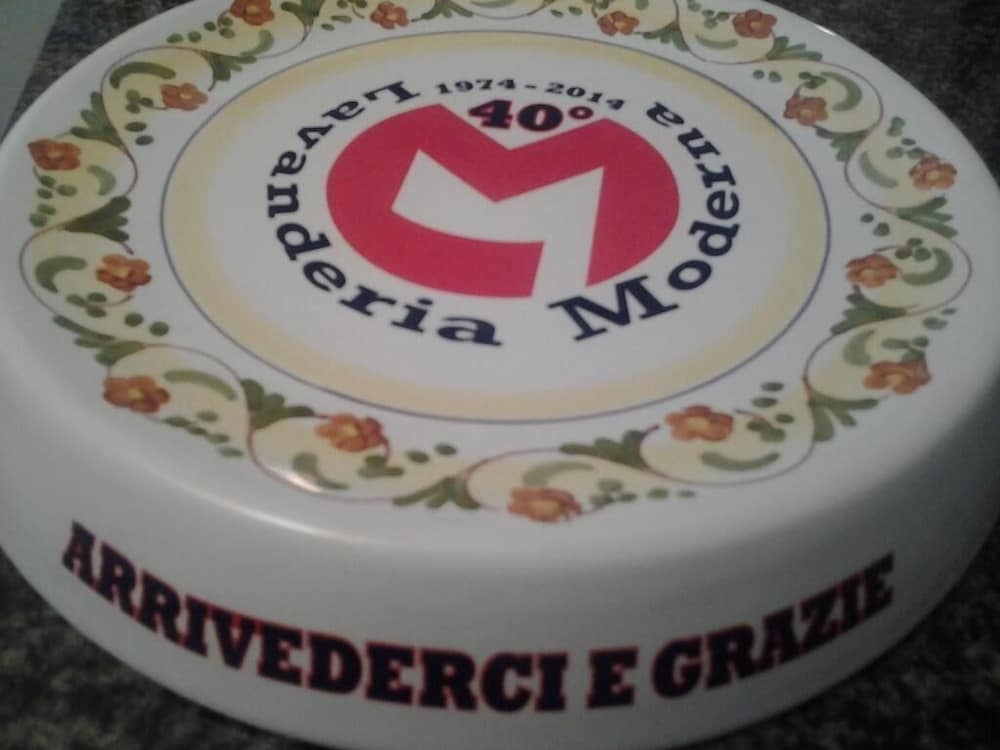 1974-2014
40°
Lavanderia Moderna
ARRIVEDERCI E GRAZIE